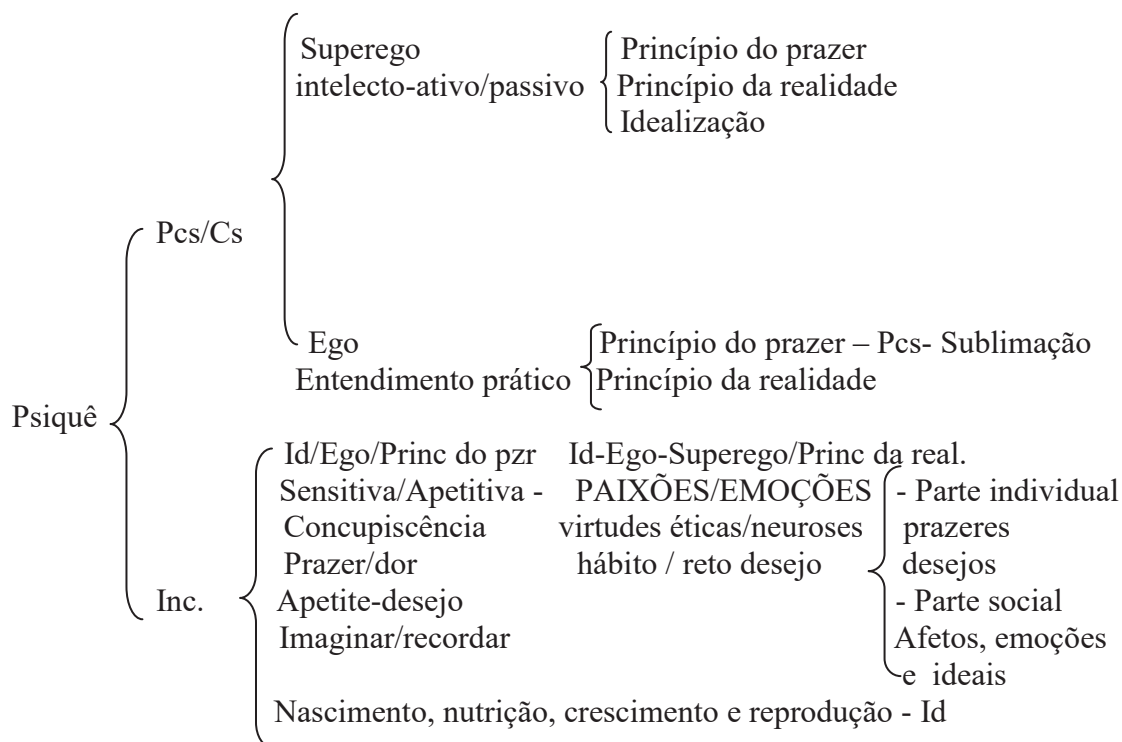 Superego Princípio do prazer
intelecto-ativo/passivo Princípio da realidade
Idealização
Pcs/Cs
Ego Princípio do prazer – Pcs- Sublimação
Entendimento prático Princípio da realidade
Psiquê
Id/Ego/Princ do pzr Id-Ego-Superego/Princ da real.
Sensitiva/Apetitiva - PAIXÕES/EMOÇÕES - Parte individual
Concupiscência virtudes éticas/neuroses prazeres
Prazer/dor hábito / reto desejo desejos
Inc. Apetite-desejo - Parte social
Imaginar/recordar Afetos, emoções
e ideais
Nascimento, nutrição, crescimento e reprodução - Id